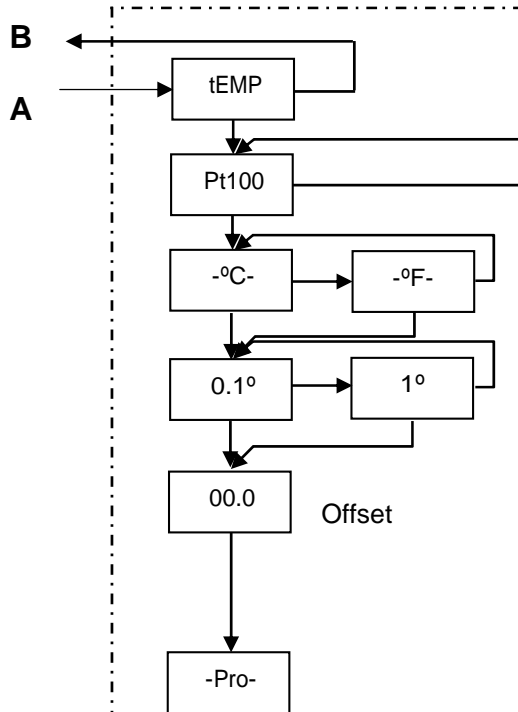 B
tEMP
A
Pt100
-ºC-
-ºF-
0.1º
1º
00.0
Offset
-Pro-